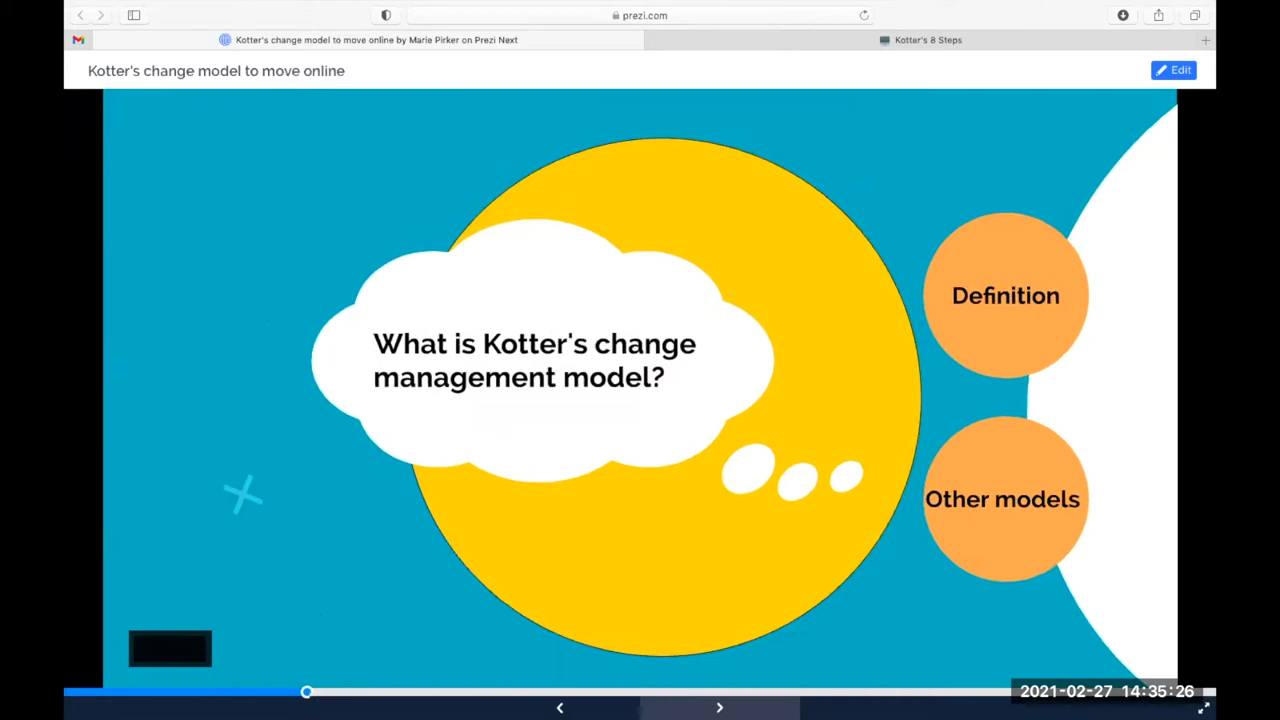 prezi.com
Kotter's change model to move online by Marie Pirker on Prezi Next
Kotter's 8 Steps
Kotter's change model to move online
Edit
What is Kotter's change
management model?
Definition
Other models
2021-02-27 14:35:26